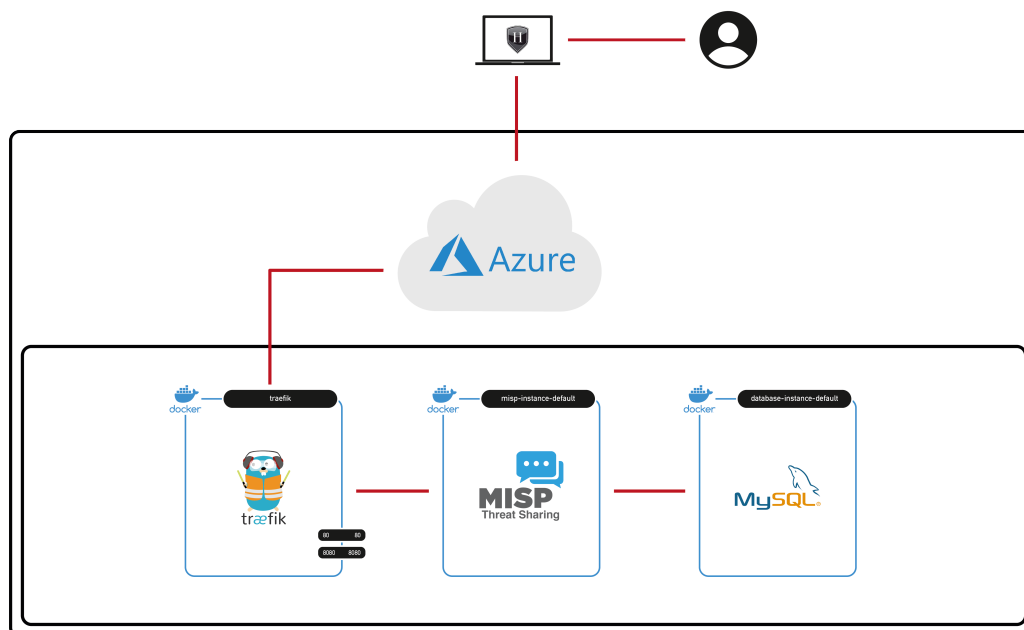 H
Azure
docker
traefik
docker
misp-instance-default
docker
database-instance-default
træfik
MISP
Threat Sharing
MySQL®
80 80
8080 8080